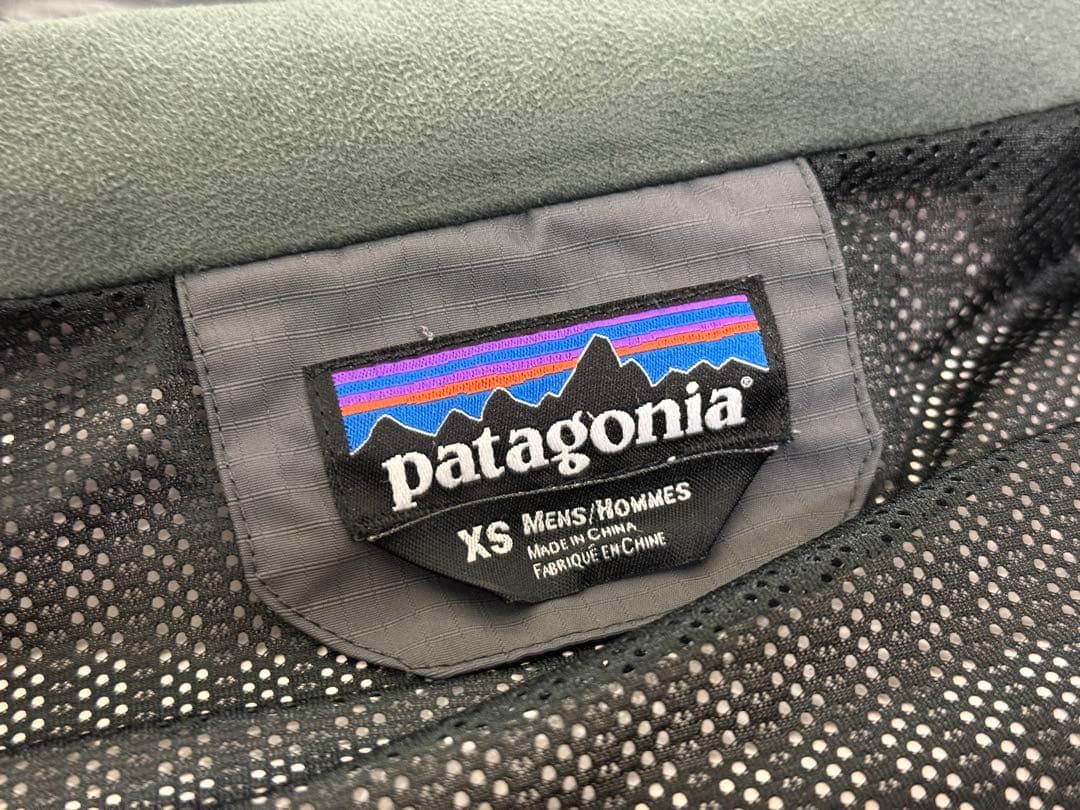 patagonia®
XS MENS/HOMMES
MADE IN CHINA
FABRIQUÉ EN CHINE